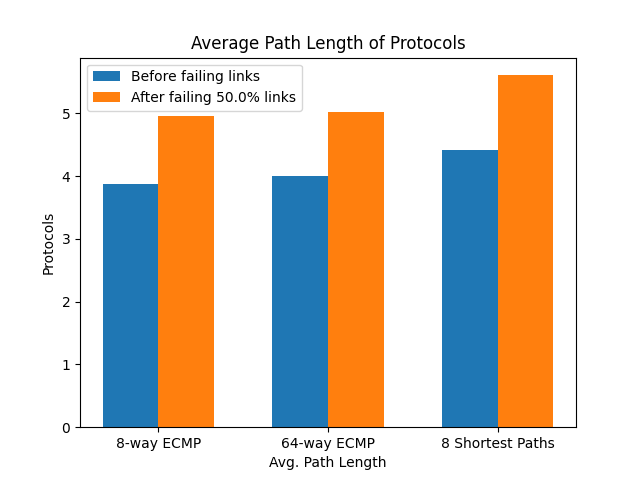 Average Path Length of Protocols
Before failing links
After failing 50.0% links
5
4
3
2
1
0
Protocols
8-way ECMP
64-way ECMP
8 Shortest Paths
Avg. Path Length